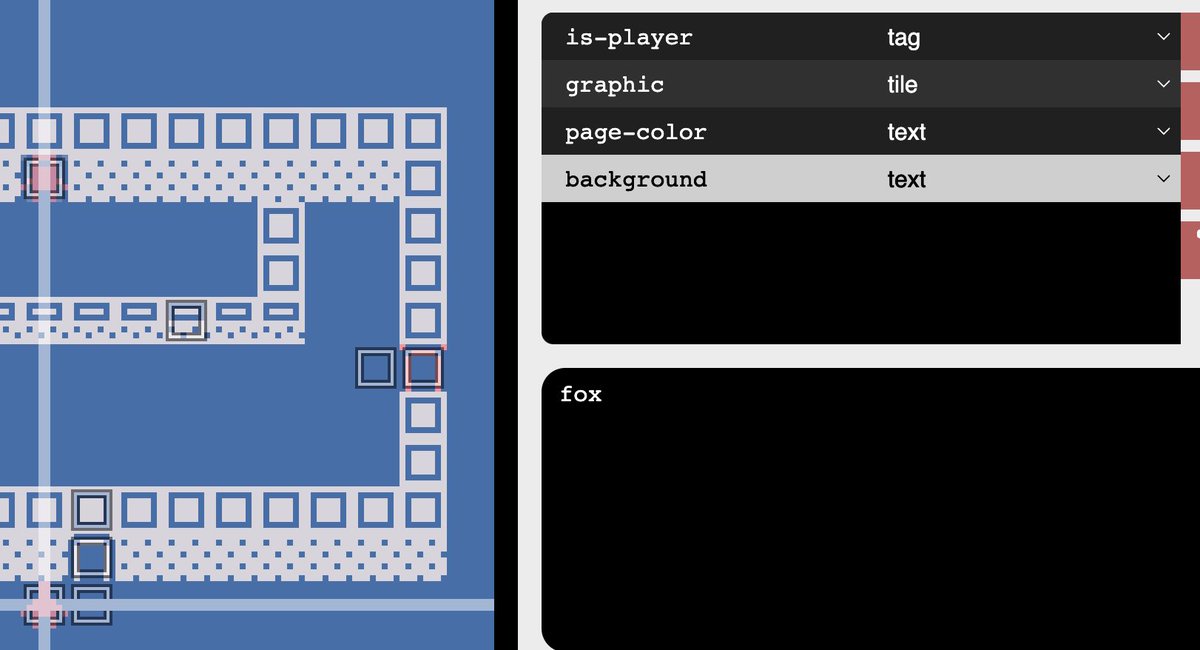 is-player tag
graphic tile
page-color text
background text
fox